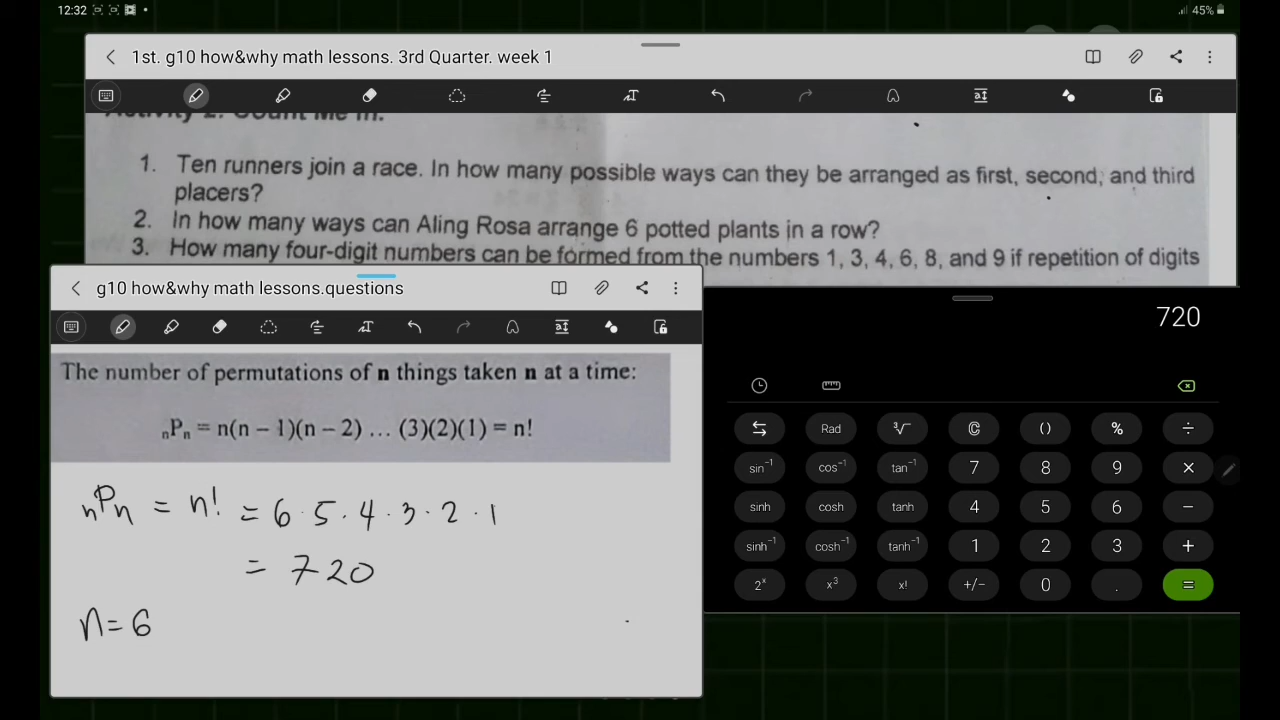 12:32
45%
1st. g10 how&why math lessons. 3rd Quarter. week 1
Activity 2: Count Me In.
1. Ten runners join a race. In how many possible ways can they be arranged as first, second, and third
placers?
2. In how many ways can Aling Rosa arrange 6 potted plants in a row?
3. How many four-digit numbers can be formed from the numbers 1, 3, 4, 6, 8, and 9 if repetition of digits
g10 how&why math lessons.questions
The number of permutations of n things taken n at a time:
nPn = n(n – 1)(n – 2) … (3)(2)(1) = n!
nPn = n! = 6 · 5 · 4 · 3 · 2 · 1
= 720
n = 6
720
Rad ³√ C ( ) % ÷
sin⁻¹ cos⁻¹ tan⁻¹ 7 8 9 ×
sinh cosh tanh 4 5 6 −
sinh⁻¹ cosh⁻¹ tanh⁻¹ 1 2 3 +
2ˣ x³ x! +/− 0 . =